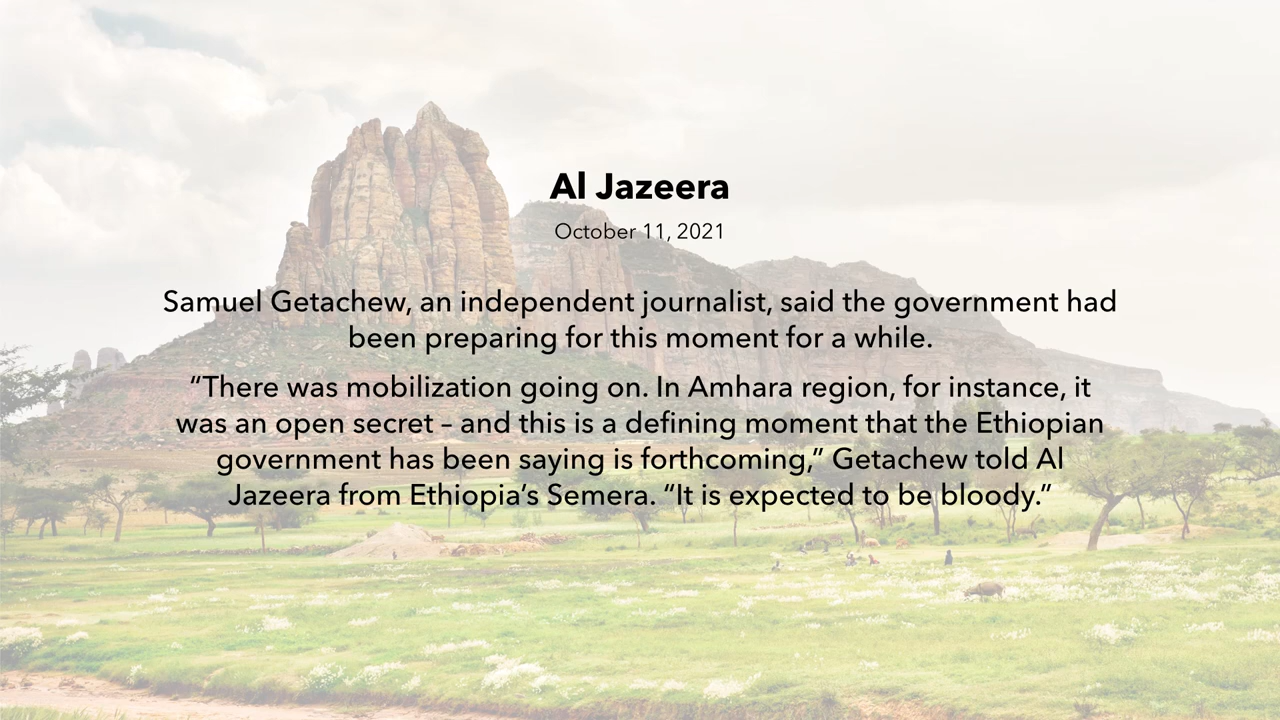 Al Jazeera
October 11, 2021
Samuel Getachew, an independent journalist, said the government had
been preparing for this moment for a while.
“There was mobilization going on. In Amhara region, for instance, it
was an open secret – and this is a defining moment that the Ethiopian
government has been saying is forthcoming,” Getachew told Al
Jazeera from Ethiopia’s Semera. “It is expected to be bloody.”